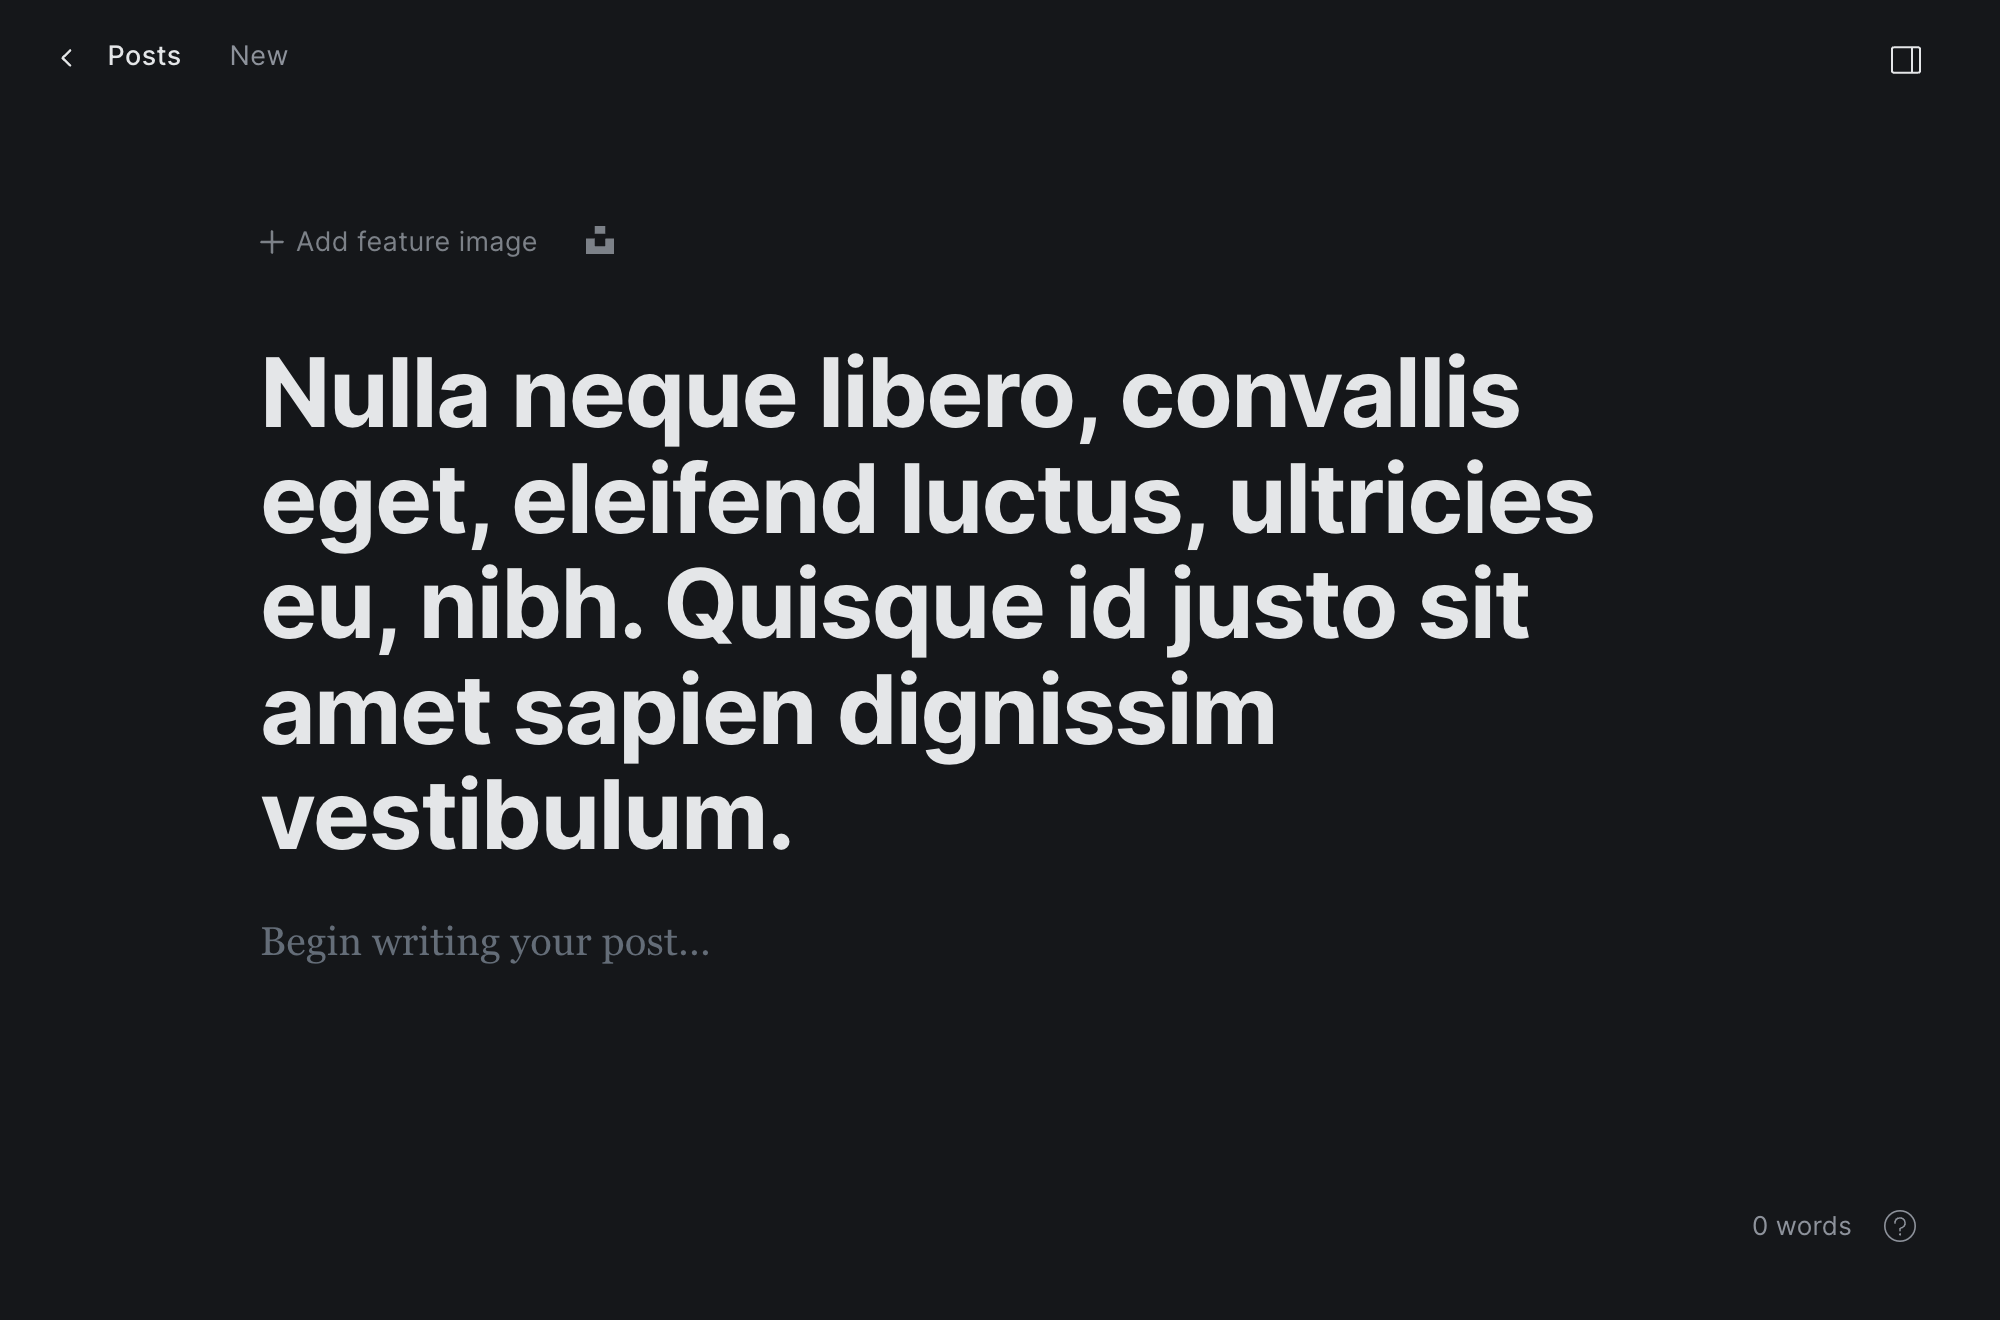 Posts New
Add feature image
Nulla neque libero, convallis
eget, eleifend luctus, ultricies
eu, nibh. Quisque id justo sit
amet sapien dignissim
vestibulum.
Begin writing your post...
0 words ?